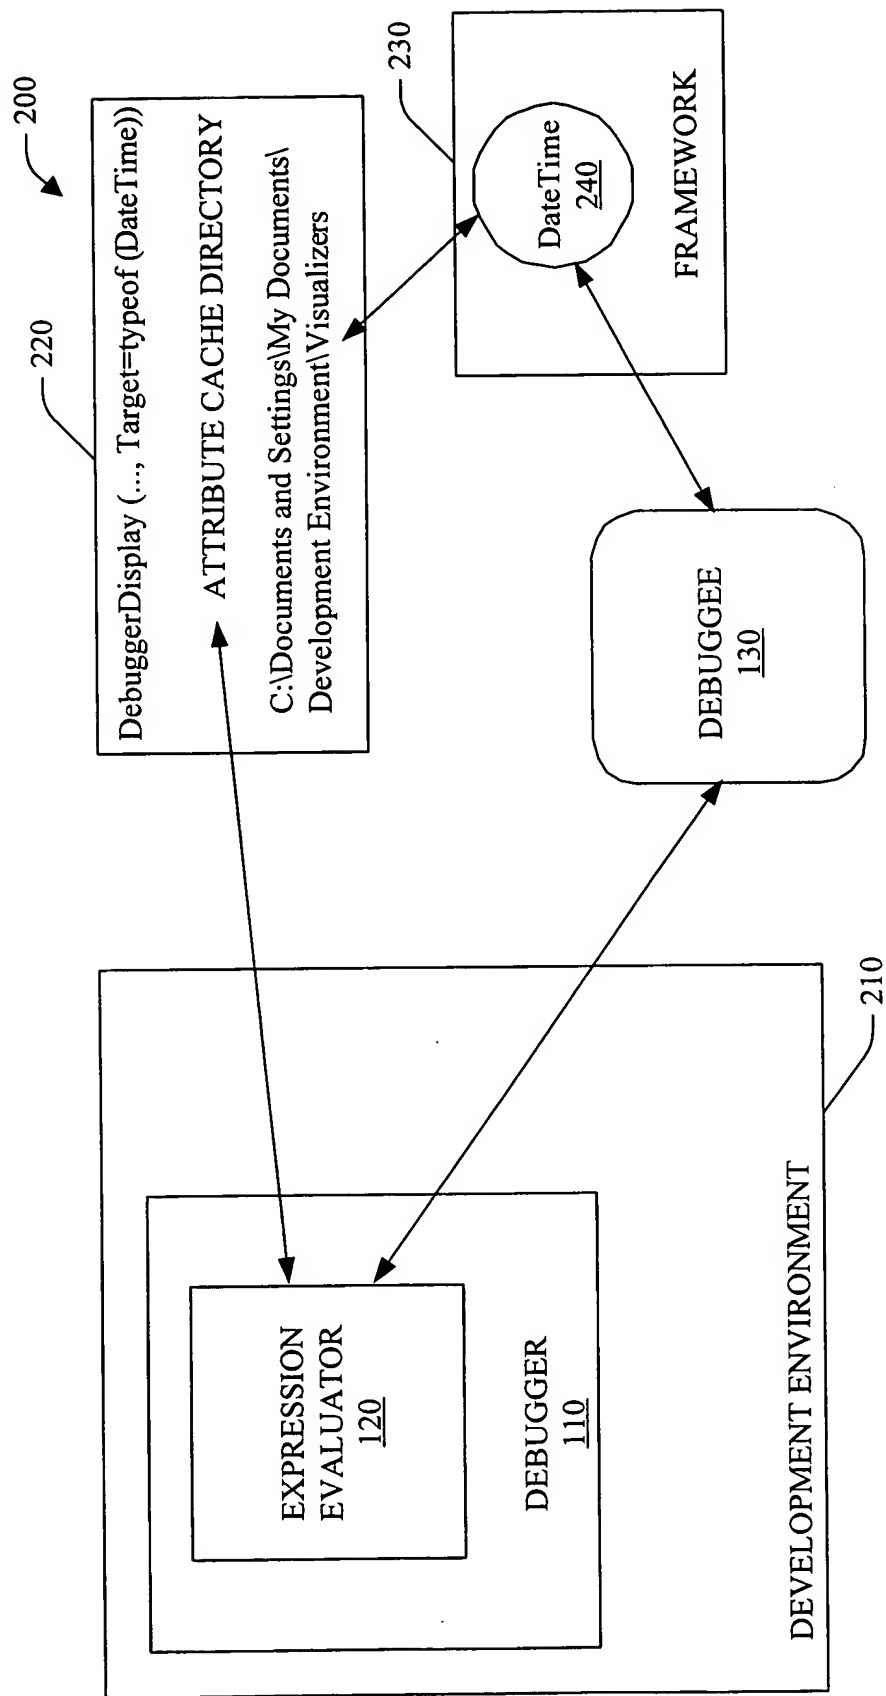 200
220
DebuggerDisplay (..., Target=typeof (DateTime))
ATTRIBUTE CACHE DIRECTORY
C:\Documents and Settings\My Documents\
Development Environment\Visualizers
230
DateTime
240
FRAMEWORK
DEBUGGEE
130
EXPRESSION
EVALUATOR
120
DEBUGGER
110
DEVELOPMENT ENVIRONMENT
210